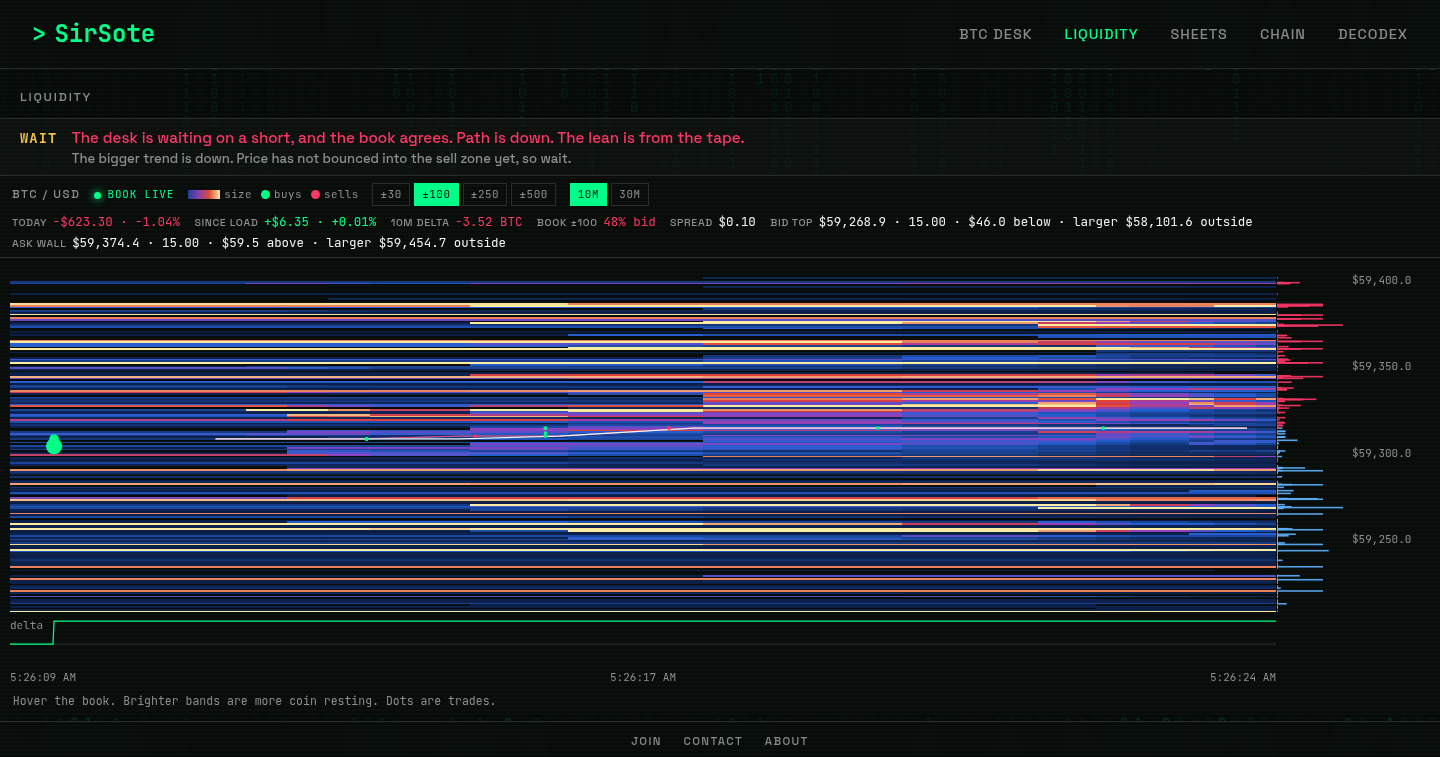 > SirSote
BTC DESK LIQUIDITY SHEETS CHAIN DECODEX
LIQUIDITY
WAIT The desk is waiting on a short, and the book agrees. Path is down. The lean is from the tape.
The bigger trend is down. Price has not bounced into the sell zone yet, so wait.
BTC / USD BOOK LIVE size buys sells ±30 ±100 ±250 ±500 10M 30M
TODAY -$623.30 · -1.04% SINCE LOAD +$6.35 · +0.01% 10M DELTA -3.52 BTC BOOK ±100 48% bid SPREAD $0.10 BID TOP $59,268.9 · 15.00 · $46.0 below · larger $58,101.6 outside
ASK WALL $59,374.4 · 15.00 · $59.5 above · larger $59,454.7 outside
$59,400.0
$59,350.0
$59,300.0
$59,250.0
delta
5:26:09 AM 5:26:17 AM 5:26:24 AM
Hover the book. Brighter bands are more coin resting. Dots are trades.
JOIN CONTACT ABOUT